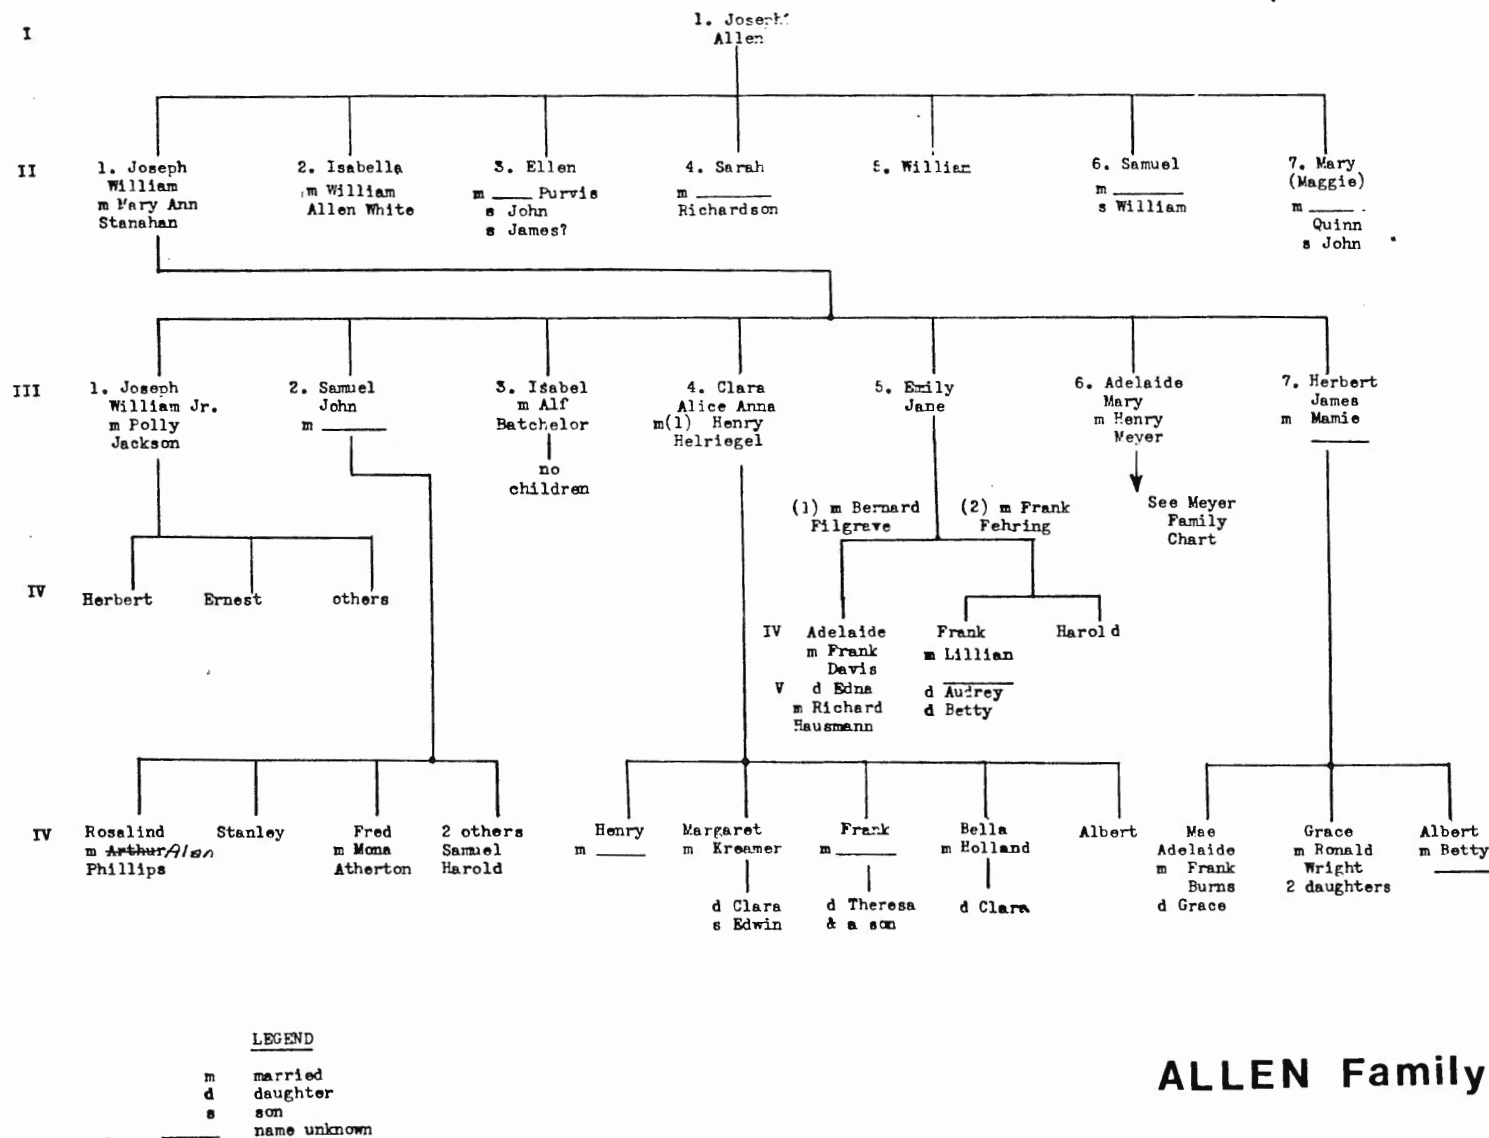 I
1. Joseph
Allen
II
1. Joseph
William
m Mary Ann
Stanahan
2. Isabella
m William
Allen White
3. Ellen
m ____ Purvis
s John
s James?
4. Sarah
m ________
Richardson
5. William
6. Samuel
m _______
s William
7. Mary
(Maggie)
m _____
Quinn
s John
III
1. Joseph
William Jr.
m Polly
Jackson
2. Samuel
John
m ______
3. Isabel
m Alf
Batchelor
no
children
4. Clara
Alice Anna
m(1) Henry
Helriegel
5. Emily
Jane
6. Adelaide
Mary
m Henry
Meyer
See Meyer
Family
Chart
7. Herbert
James
m Mamie
______
(1) m Bernard
Filgrave
(2) m Frank
Fehring
IV
Herbert
Ernest
others
IV
Adelaide
m Frank
Davis
V
d Edna
m Richard
Hausmann
Frank
m Lillian
______
d Audrey
d Betty
Harold
IV
Rosalind
m Arthur Alan
Phillips
Stanley
Fred
m Mona
Atherton
2 others
Samuel
Harold
Henry
m _____
Margaret
m Kreamer
d Clara
s Edwin
Frank
m ______
d Theresa
& a son
Bella
m Holland
d Clara
Albert
Mae
Adelaide
m Frank
Burns
d Grace
Grace
m Ronald
Wright
2 daughters
Albert
m Betty
_____
LEGEND
m married
d daughter
s son
_____ name unknown
ALLEN Family